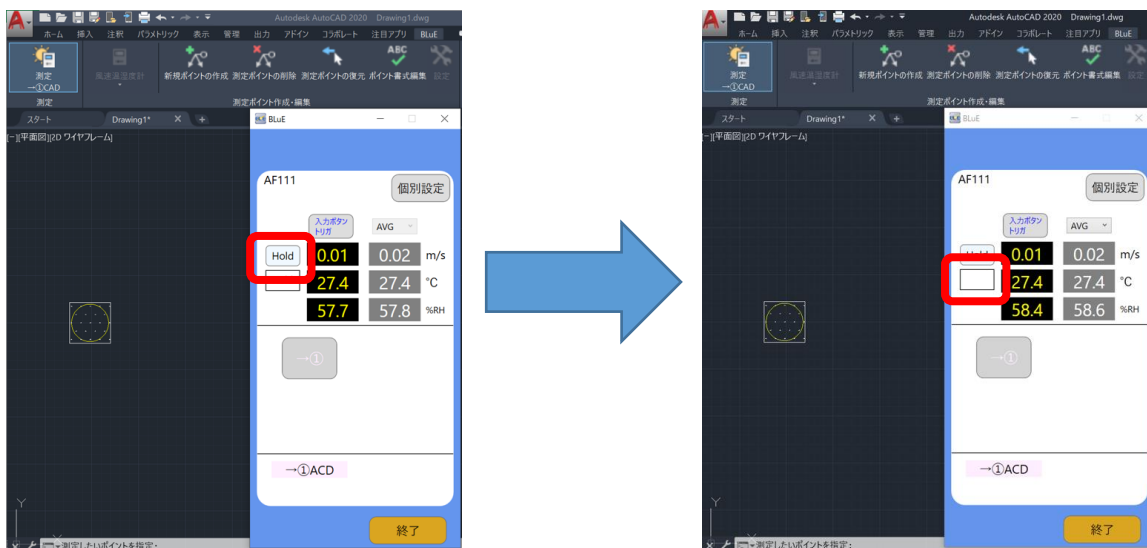 Autodesk AutoCAD 2020 Drawing1.dwg
ホーム 挿入 注釈 パラメトリック 表示 管理 出力 アドイン コラボレート 注目アプリ BLuE
測定
→①CAD
風速温湿度計
新規ポイントの作成 測定ポイントの削除 測定ポイントの復元 ABC ポイント書式編集 設定
測定 測定ポイント作成・編集
スタート Drawing1* × +
[−][平面図][2D ワイヤフレーム]
BLuE
AF111
個別設定
入力ボタン
トリガ
AVG
Hold 0.01 0.02 m/s
27.4 27.4 °C
57.7 57.8 %RH
→①
→①ACD
終了
Y
測定したいポイントを指定:
Autodesk AutoCAD 2020 Drawing1.dwg
ホーム 挿入 注釈 パラメトリック 表示 管理 出力 アドイン コラボレート 注目アプリ BLuE
測定
→①CAD
風速温湿度計
新規ポイントの作成 測定ポイントの削除 測定ポイントの復元 ABC ポイント書式編集 設定
測定 測定ポイント作成・編集
スタート Drawing1* × +
[−][平面図][2D ワイヤフレーム]
BLuE
AF111
個別設定
入力ボタン
トリガ
AVG
Hold 0.01 0.02 m/s
27.4 27.4 °C
58.4 58.6 %RH
→①
→①ACD
終了
Y
測定したいポイントを指定: